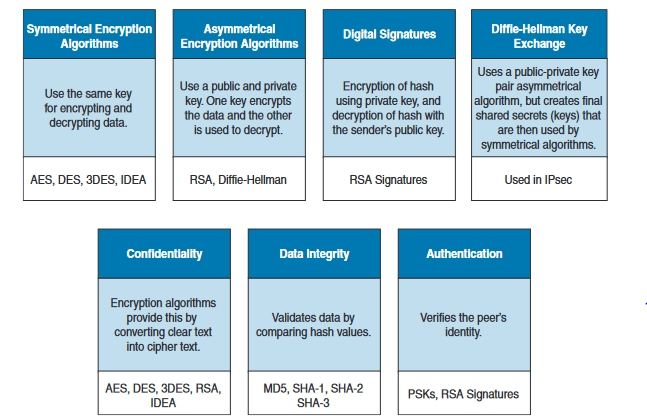 Symmetrical Encryption
Algorithms
Use the same key
for encrypting and
decrypting data.
AES, DES, 3DES, IDEA
Asymmetrical
Encryption Algorithms
Use a public and private
key. One key encrypts
the data and the other
is used to decrypt.
RSA, Diffie-Hellman
Digital Signatures
Encryption of hash
using private key, and
decryption of hash with
the sender's public key.
RSA Signatures
Diffie-Hellman Key
Exchange
Uses a public-private key
pair asymmetrical
algorithm, but creates final
shared secrets (keys) that
are then used by
symmetrical algorithms.
Used in IPsec
Confidentiality
Encryption algorithms
provide this by
converting clear text
into cipher text.
AES, DES, 3DES, RSA,
IDEA
Data Integrity
Validates data by
comparing hash values.
MD5, SHA-1, SHA-2
SHA-3
Authentication
Verifies the peer's
identity.
PSKs, RSA Signatures